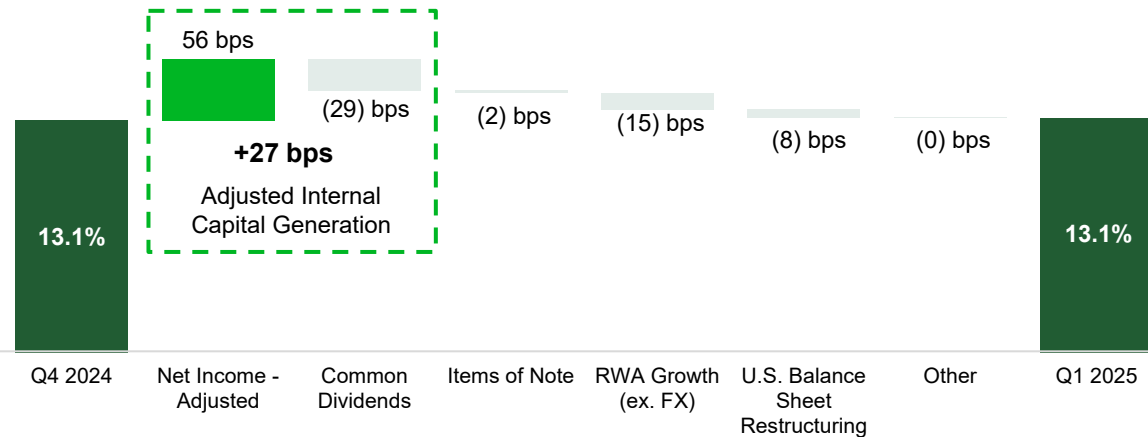 56 bps
(29) bps
(2) bps
(15) bps
(8) bps
(0) bps
+27 bps
Adjusted Internal
Capital Generation
13.1%
13.1%
Q4 2024
Net Income -
Adjusted
Common
Dividends
Items of Note
RWA Growth
(ex. FX)
U.S. Balance
Sheet
Restructuring
Other
Q1 2025